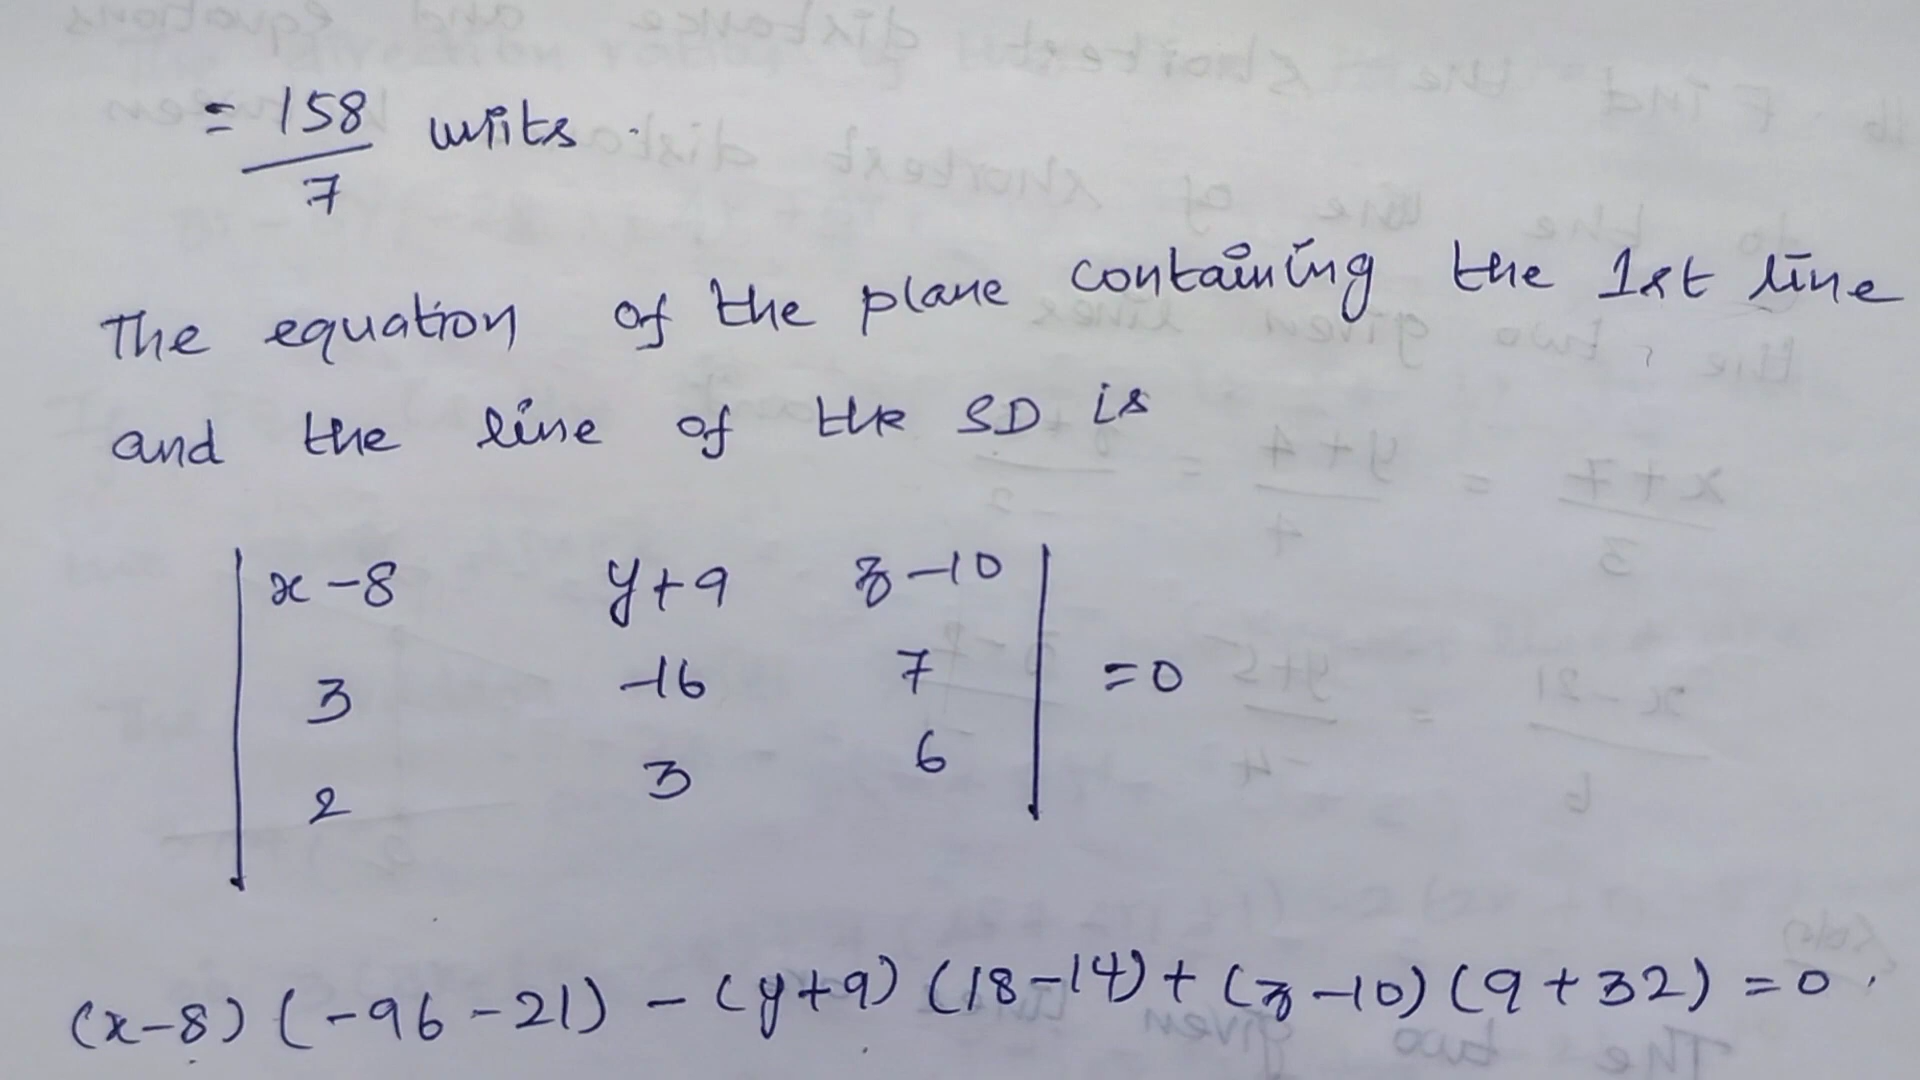 = 158/7 units.
The equation of the plane containing the 1st line
and the line of the SD is
| x-8 y+9 z-10 |
| 3 -16 7 | =0
| 2 3 6 |
(x-8) (-96-21) - (y+9) (18-14) + (z-10) (9+32) = 0.